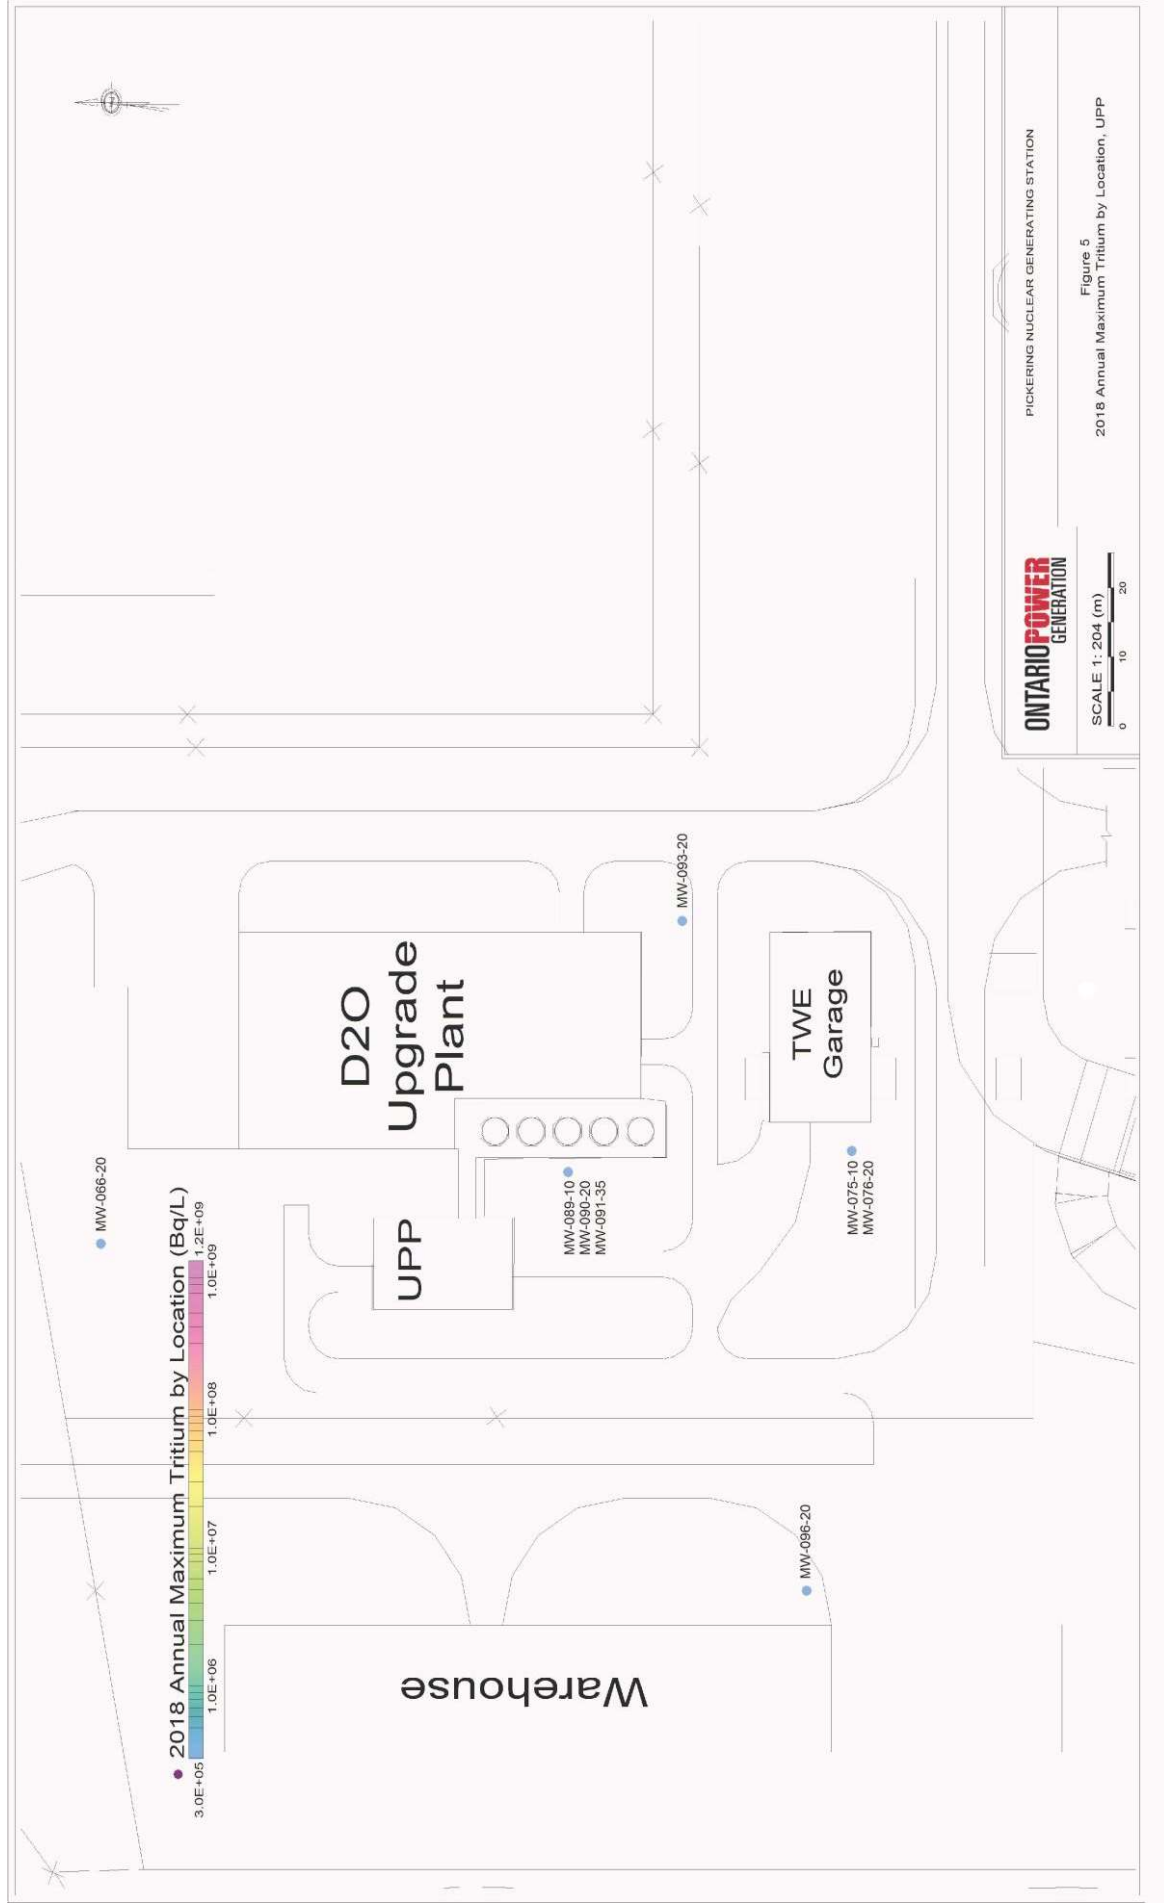 2018 Annual Maximum Tritium by Location (Bq/L)
3.0E+05
1.0E+06
1.0E+07
1.0E+08
1.0E+09
1.2E+09
MW-066-20
Warehouse
UPP
D2O
Upgrade
Plant
MW-089-10
MW-090-20
MW-091-35
MW-093-20
MW-096-20
TWE
Garage
MW-075-10
MW-076-20
ONTARIOPOWER
GENERATION
SCALE 1: 204 (m)
0 10 20
PICKERING NUCLEAR GENERATING STATION
Figure 5
2018 Annual Maximum Tritium by Location, UPP